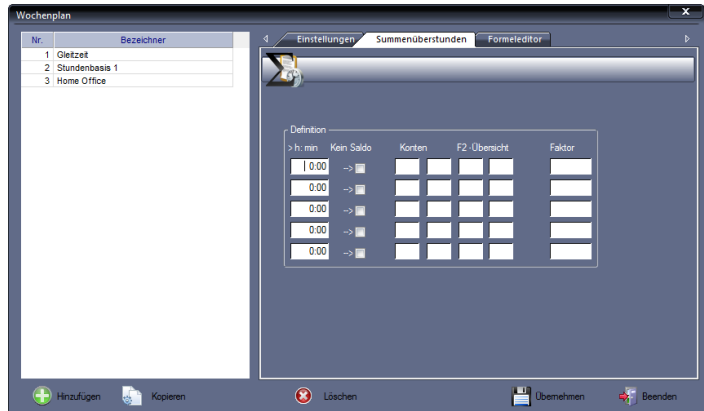 Wochenplan
x
Nr. Bezeichner
1 Gleitzeit
2 Stundenbasis 1
3 Home Office
Einstellungen Summenüberstunden Formeleditor
Definition
> h: min Kein Saldo Konten F2 -Übersicht Faktor
0:00 -->
0:00 -->
0:00 -->
0:00 -->
0:00 -->
Hinzufügen Kopieren Löschen Übernehmen Beenden